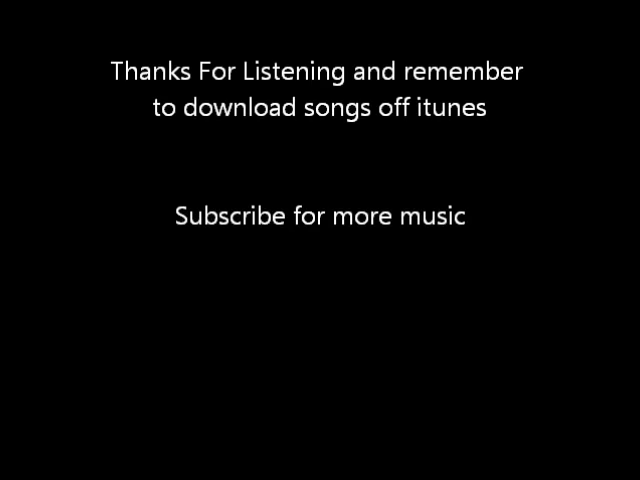 Thanks For Listening and remember
to download songs off itunes
Subscribe for more music